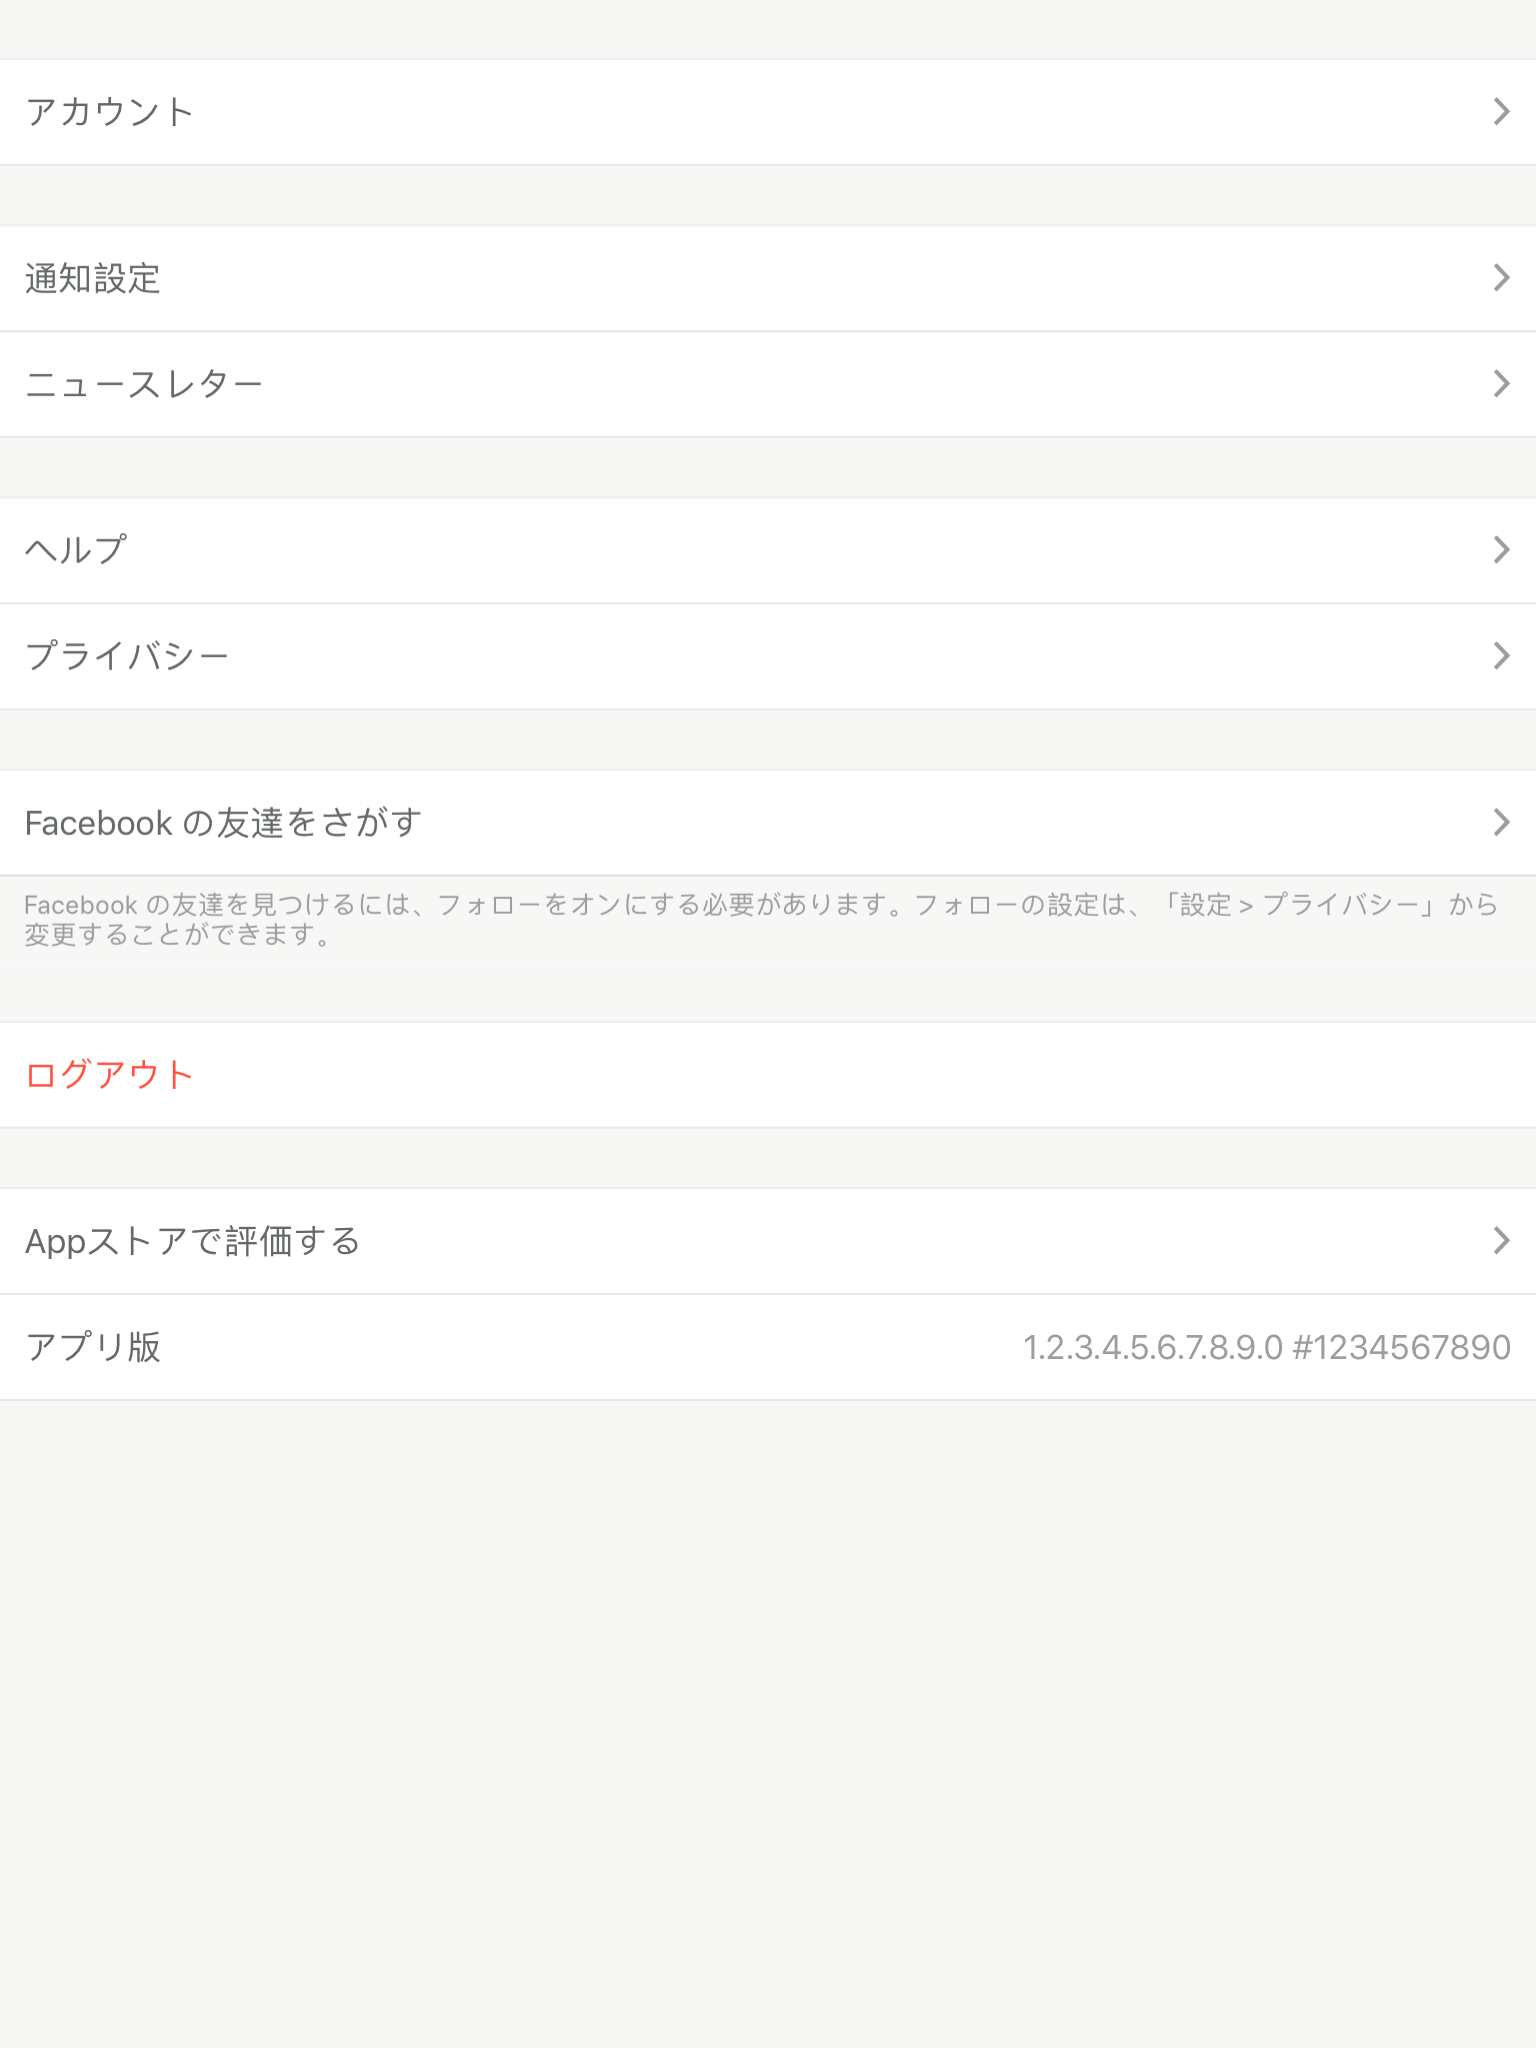 アカウント
通知設定
ニュースレター
ヘルプ
プライバシー
Facebook の友達をさがす
Facebook の友達を見つけるには、フォローをオンにする必要があります。フォローの設定は、「設定 > プライバシー」から
変更することができます。
ログアウト
Appストアで評価する
アプリ版 1.2.3.4.5.6.7.8.9.0 #1234567890